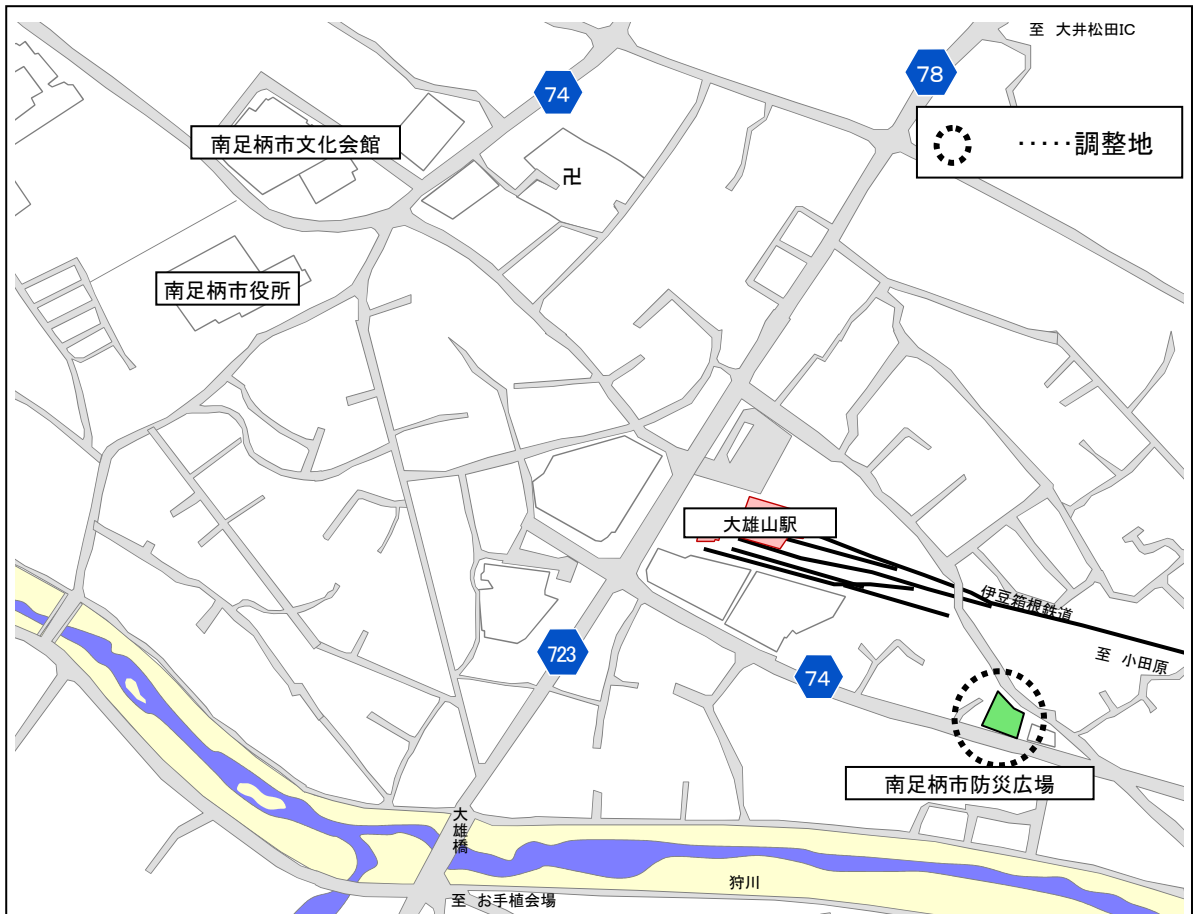 至 大井松田IC
78
74
‥‥‥調整地
南足柄市文化会館
卍
南足柄市役所
大雄山駅
伊豆箱根鉄道
至 小田原
723
74
南足柄市防災広場
大雄橋
狩川
至 お手植会場